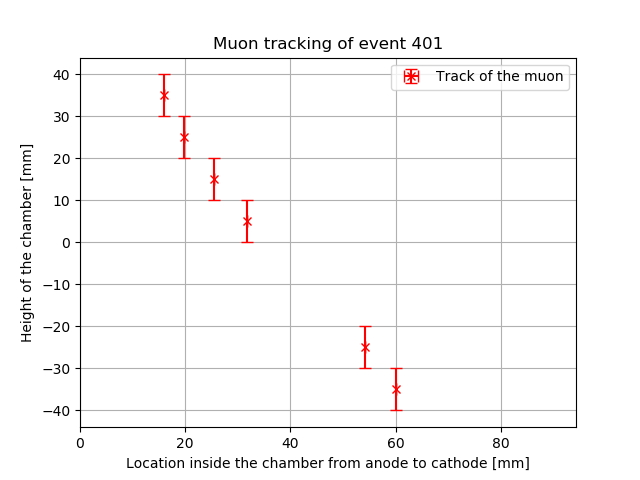 Muon tracking of event 401
Track of the muon
Height of the chamber [mm]
40
30
20
10
0
−10
−20
−30
−40
0 20 40 60 80
Location inside the chamber from anode to cathode [mm]